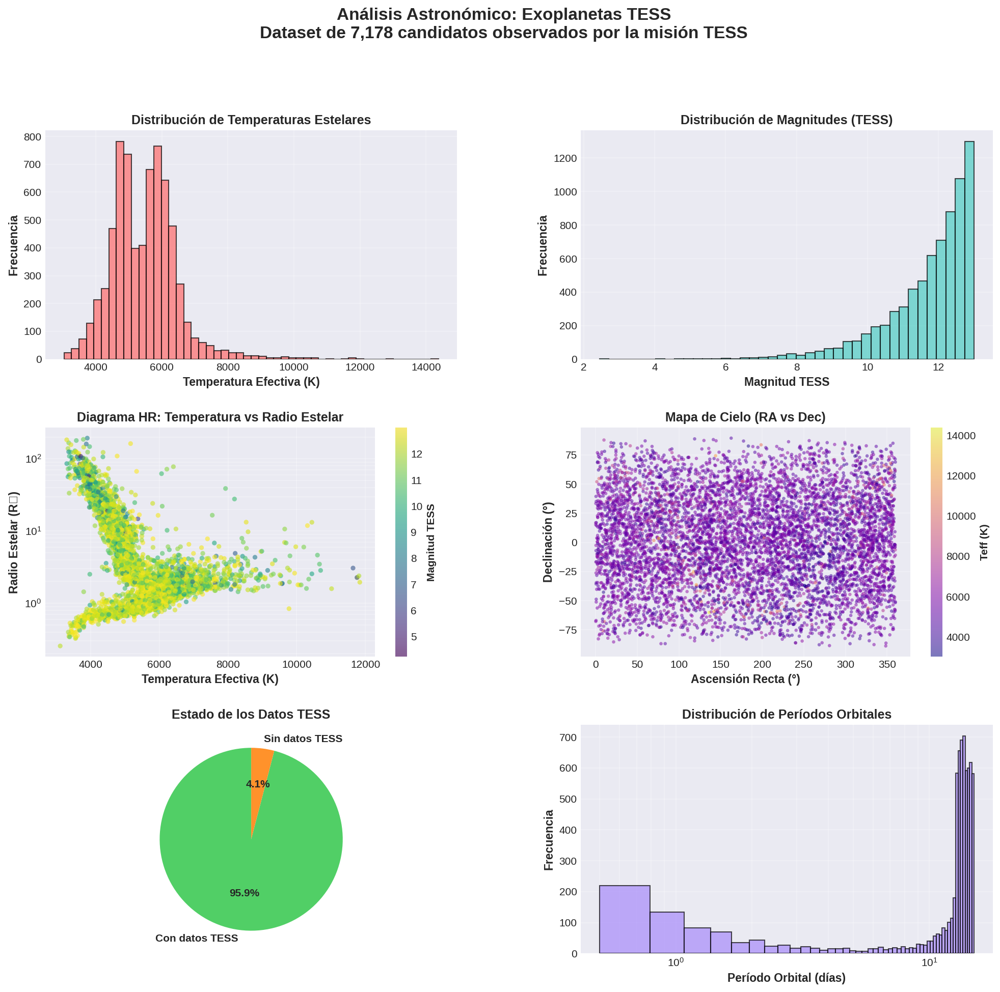 Análisis Astronómico: Exoplanetas TESS
Dataset de 7,178 candidatos observados por la misión TESS
Distribución de Temperaturas Estelares
Frecuencia
800
700
600
500
400
300
200
100
0
4000 6000 8000 10000 12000 14000
Temperatura Efectiva (K)
Distribución de Magnitudes (TESS)
Frecuencia
1200
1000
800
600
400
200
0
2 4 6 8 10 12
Magnitud TESS
Diagrama HR: Temperatura vs Radio Estelar
Radio Estelar (R□)
10²
10¹
10⁰
4000 6000 8000 10000 12000
Temperatura Efectiva (K)
12
11
10
9
8
7
6
5
Magnitud TESS
Mapa de Cielo (RA vs Dec)
Declinación (°)
75
50
25
0
−25
−50
−75
0 50 100 150 200 250 300 350
Ascensión Recta (°)
14000
12000
10000
8000
6000
4000
Teff (K)
Estado de los Datos TESS
Sin datos TESS
4.1%
95.9%
Con datos TESS
Distribución de Períodos Orbitales
Frecuencia
700
600
500
400
300
200
100
0
10⁰ 10¹
Período Orbital (días)